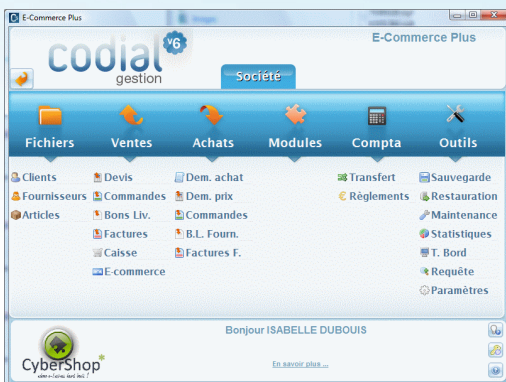 E-Commerce Plus
E-Commerce Plus
codial v6
gestion
Société
Fichiers Ventes Achats Modules Compta Outils
Clients Devis Dem. achat Transfert Sauvegarde
Fournisseurs Commandes Dem. prix Règlements Restauration
Articles Bons Liv. Commandes Maintenance
Factures B.L. Fourn. Statistiques
Caisse Factures F. T. Bord
E-commerce Requête
Paramètres
Bonjour ISABELLE DUBOUIS
CyberShop*
En savoir plus ...